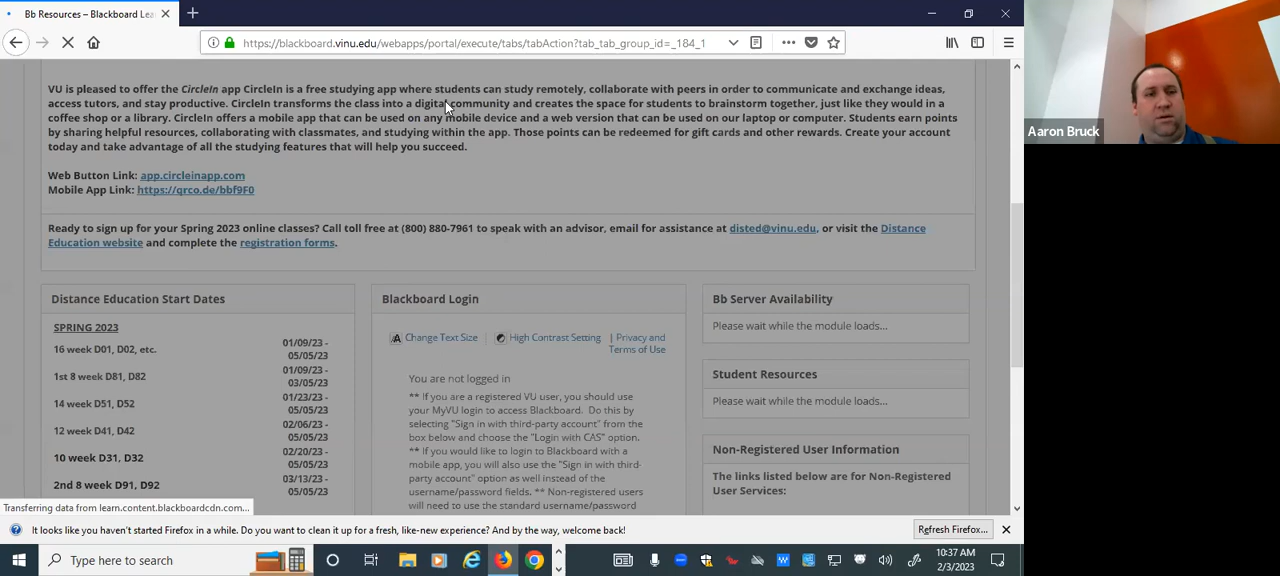 Bb Resources – Blackboard Lea
https://blackboard.vinu.edu/webapps/portal/execute/tabs/tabAction?tab_tab_group_id=_184_1
Aaron Bruck
VU is pleased to offer the CircleIn app CircleIn is a free studying app where students can study remotely, collaborate with peers in order to communicate and exchange ideas,
access tutors, and stay productive. CircleIn transforms the class into a digital community and creates the space for students to brainstorm together, just like they would in a
coffee shop or a library. CircleIn offers a mobile app that can be used on any mobile device and a web version that can be used on our laptop or computer. Students earn points
by sharing helpful resources, collaborating with classmates, and studying within the app. Those points can be redeemed for gift cards and other rewards. Create your account
today and take advantage of all the studying features that will help you succeed.
Web Button Link: app.circleinapp.com
Mobile App Link: https://qrco.de/bbf9F0
Ready to sign up for your Spring 2023 online classes? Call toll free at (800) 880-7961 to speak with an advisor, email for assistance at disted@vinu.edu, or visit the Distance
Education website and complete the registration forms.
Distance Education Start Dates
SPRING 2023
16 week D01, D02, etc. 01/09/23 -
05/05/23
1st 8 week D81, D82 01/09/23 -
03/05/23
14 week D51, D52 01/23/23 -
05/05/23
12 week D41, D42 02/06/23 -
05/05/23
10 week D31, D32 02/20/23 -
05/05/23
2nd 8 week D91, D92 03/13/23 -
05/05/23
Blackboard Login
A Change Text Size | High Contrast Setting | Privacy and
Terms of Use
You are not logged in
** If you are a registered VU user, you should use
your MyVU login to access Blackboard. Do this by
selecting "Sign in with third-party account" from the
box below and choose the "Login with CAS" option.
** If you would like to login to Blackboard with a
mobile app, you will also use the "Sign in with third-
party account" option as well instead of the
username/password fields. ** Non-registered users
will need to use the standard username/password
Bb Server Availability
Please wait while the module loads...
Student Resources
Please wait while the module loads...
Non-Registered User Information
The links listed below are for Non-Registered
User Services:
Transferring data from learn.content.blackboardcdn.com...
It looks like you haven't started Firefox in a while. Do you want to clean it up for a fresh, like-new experience? And by the way, welcome back!
Refresh Firefox...
Type here to search
10:37 AM
2/3/2023